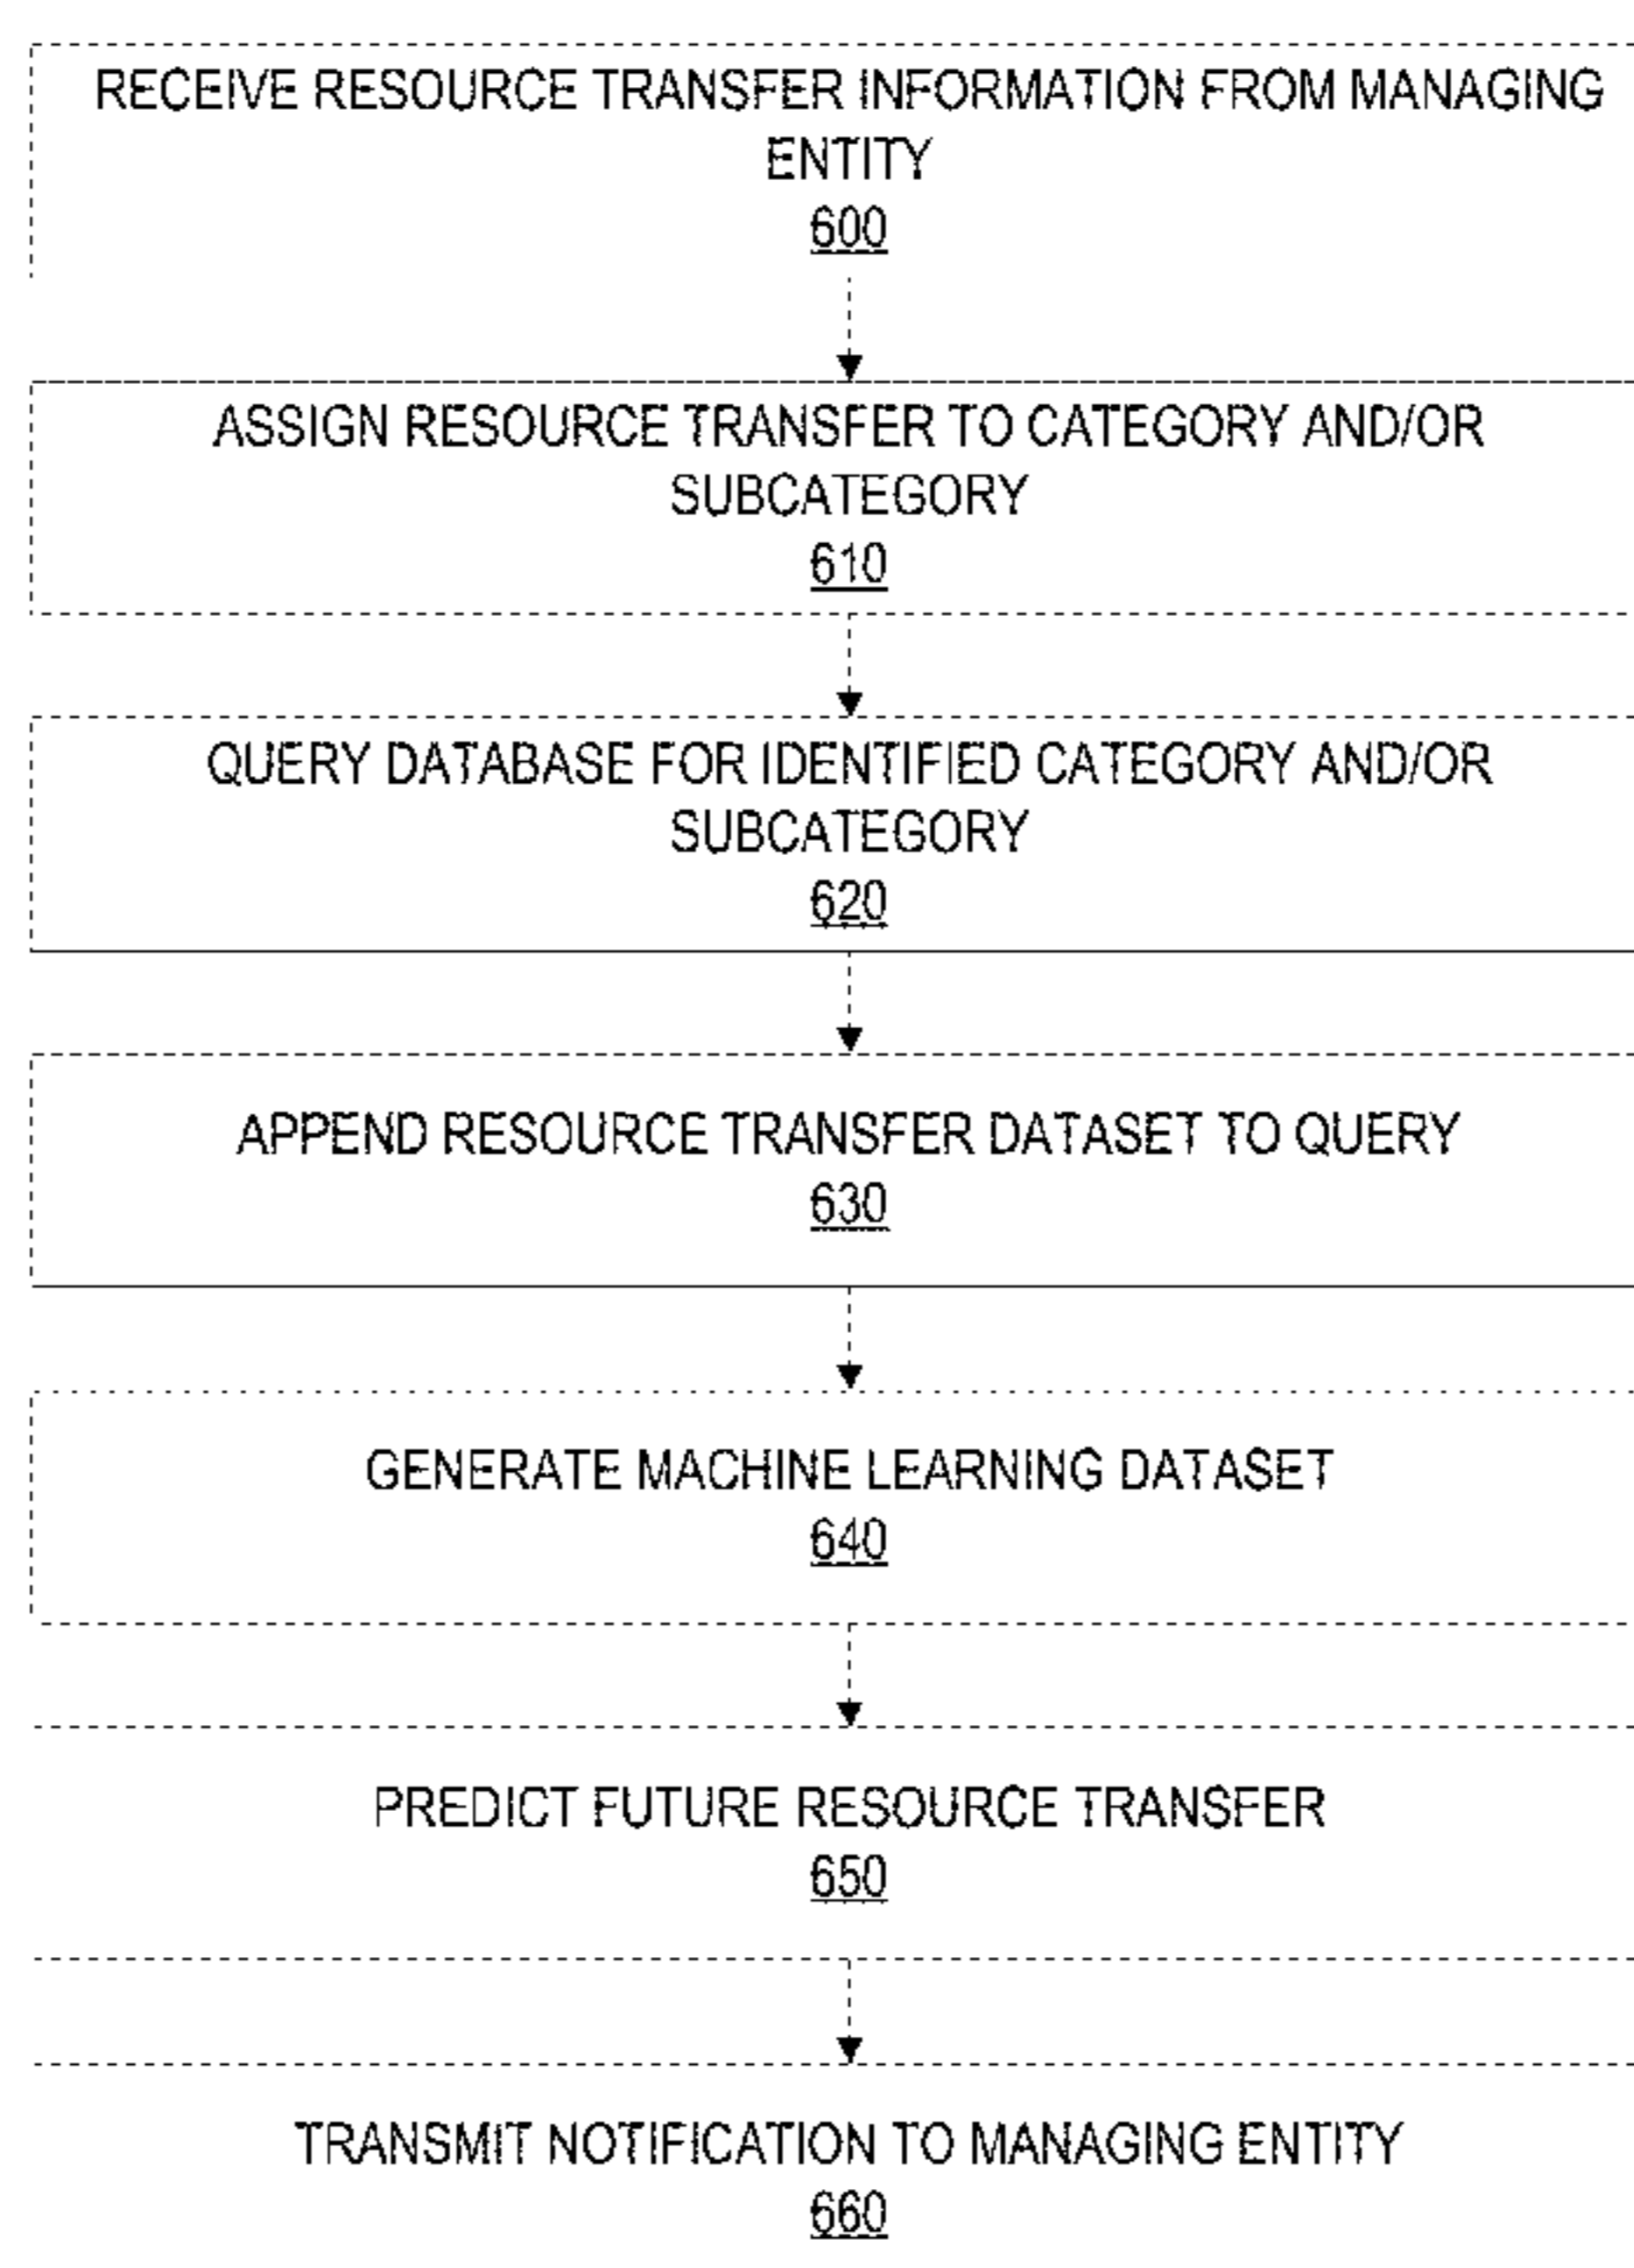 RECEIVE RESOURCE TRANSFER INFORMATION FROM MANAGING
ENTITY
600
ASSIGN RESOURCE TRANSFER TO CATEGORY AND/OR
SUBCATEGORY
610
QUERY DATABASE FOR IDENTIFIED CATEGORY AND/OR
SUBCATEGORY
620
APPEND RESOURCE TRANSFER DATASET TO QUERY
630
GENERATE MACHINE LEARNING DATASET
640
PREDICT FUTURE RESOURCE TRANSFER
650
TRANSMIT NOTIFICATION TO MANAGING ENTITY
660